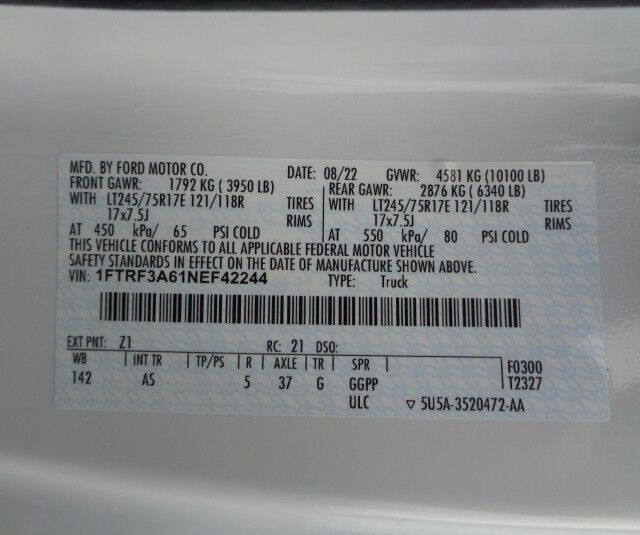 MFD. BY FORD MOTOR CO. DATE: 08/22 GVWR: 4581 KG (10100 LB)
FRONT GAWR: 1792 KG ( 3950 LB) REAR GAWR: 2876 KG ( 6340 LB)
WITH LT245/75R17E 121/118R TIRES WITH LT245/75R17E 121/118R TIRES
17x7.5J RIMS 17x7.5J RIMS
AT 450 kPa/ 65 PSI COLD AT 550 kPa/ 80 PSI COLD
THIS VEHICLE CONFORMS TO ALL APPLICABLE FEDERAL MOTOR VEHICLE
SAFETY STANDARDS IN EFFECT ON THE DATE OF MANUFACTURE SHOWN ABOVE.
VIN: 1FTRF3A61NEF42244 TYPE: Truck
EXT PNT: Z1 RC: 21 DSO:
WB INT TR TP/PS R AXLE TR SPR F0300
142 AS 5 37 G GGPP T2327
ULC ▽ 5U5A-3520472-AA